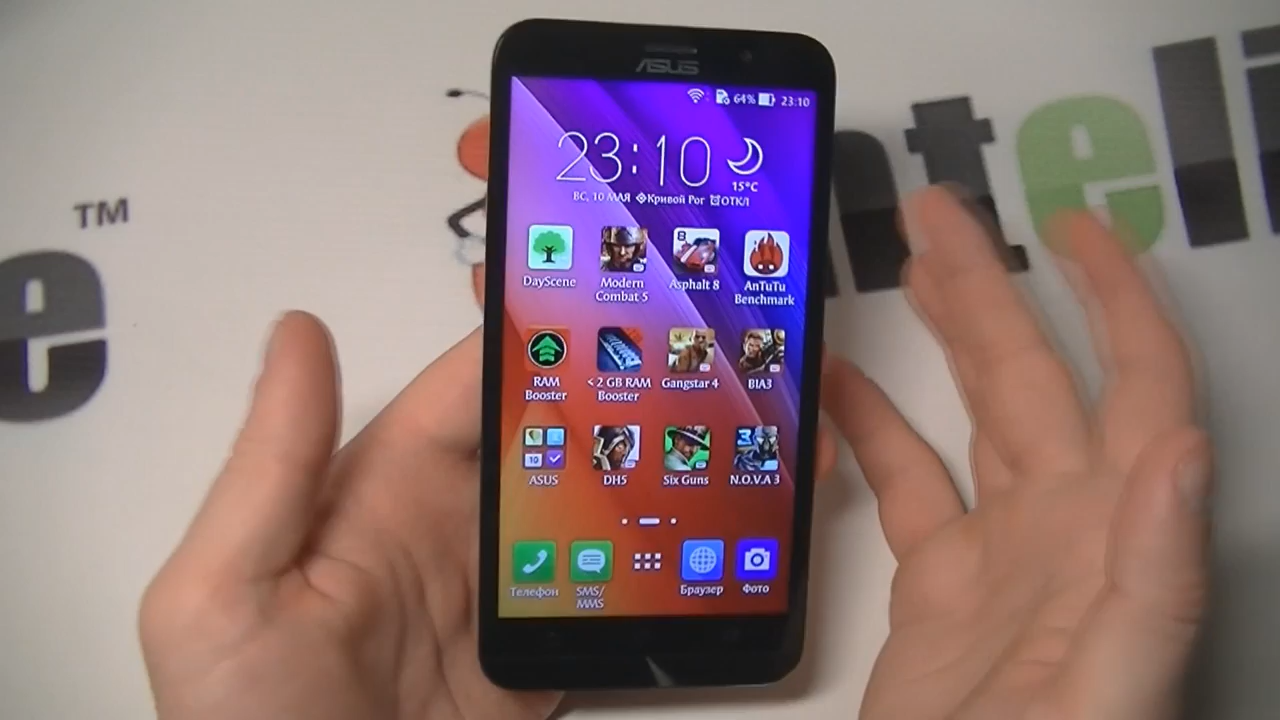 ASUS
64% 23:10
23:10
15°C
ВС, 10 МАЯ Кривой Рог ОТКЛ
DayScene
Modern
Combat 5
Asphalt 8
AnTuTu
Benchmark
RAM
Booster
< 2 GB RAM
Booster
Gangstar 4
BIA3
10
ASUS
DH5
Six Guns
N.O.V.A 3
Телефон
SMS/
MMS
Браузер
Фото
TM
e
nteli